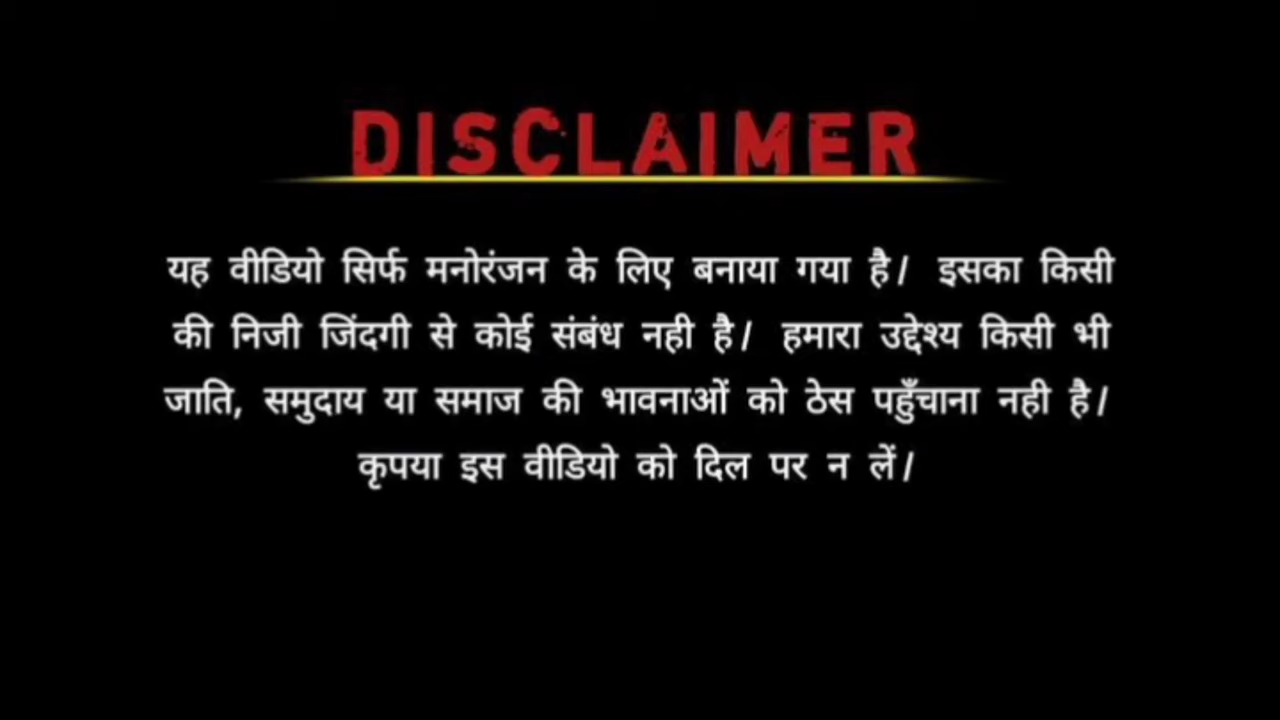 DISCLAIMER
यह वीडियो सिर्फ मनोरंजन के लिए बनाया गया है/ इसका किसी
की निजी जिंदगी से कोई संबंध नही है/ हमारा उद्देश्य किसी भी
जाति, समुदाय या समाज की भावनाओं को ठेस पहुँचाना नही है/
कृपया इस वीडियो को दिल पर न लें/